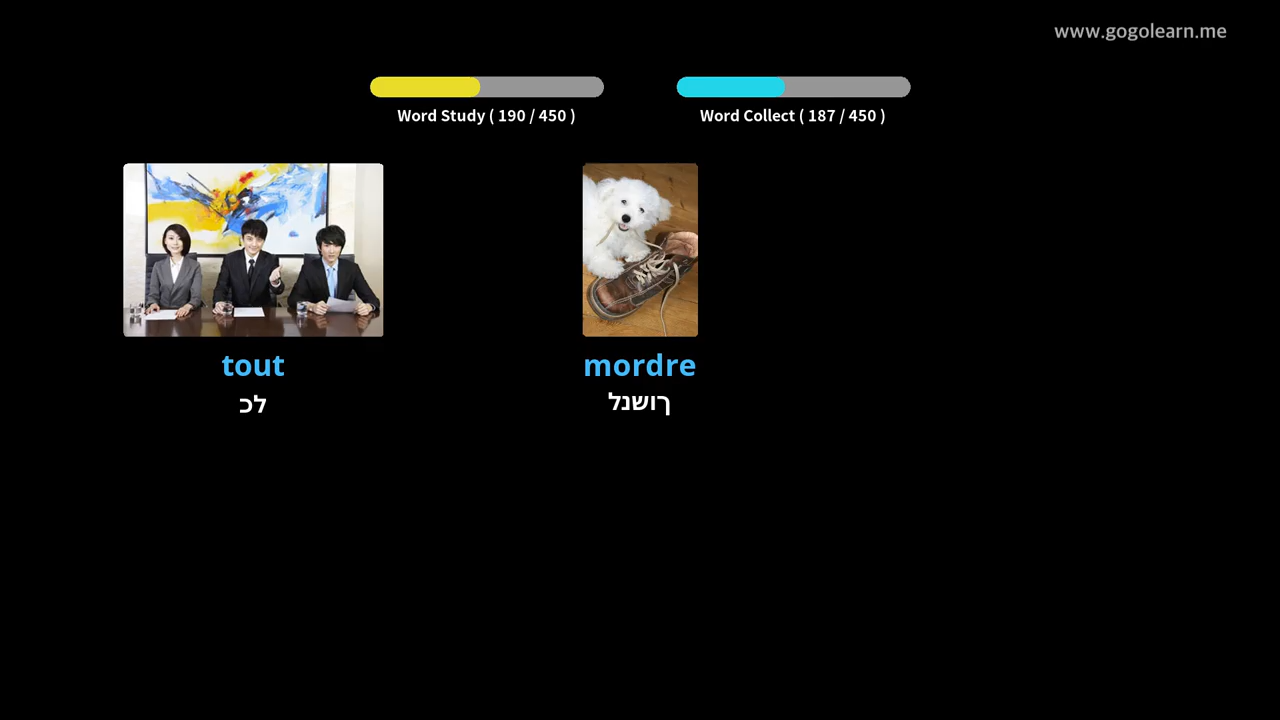 www.gogolearn.me
Word Study ( 190 / 450 )
Word Collect ( 187 / 450 )
tout
לכ
mordre
ךושנל